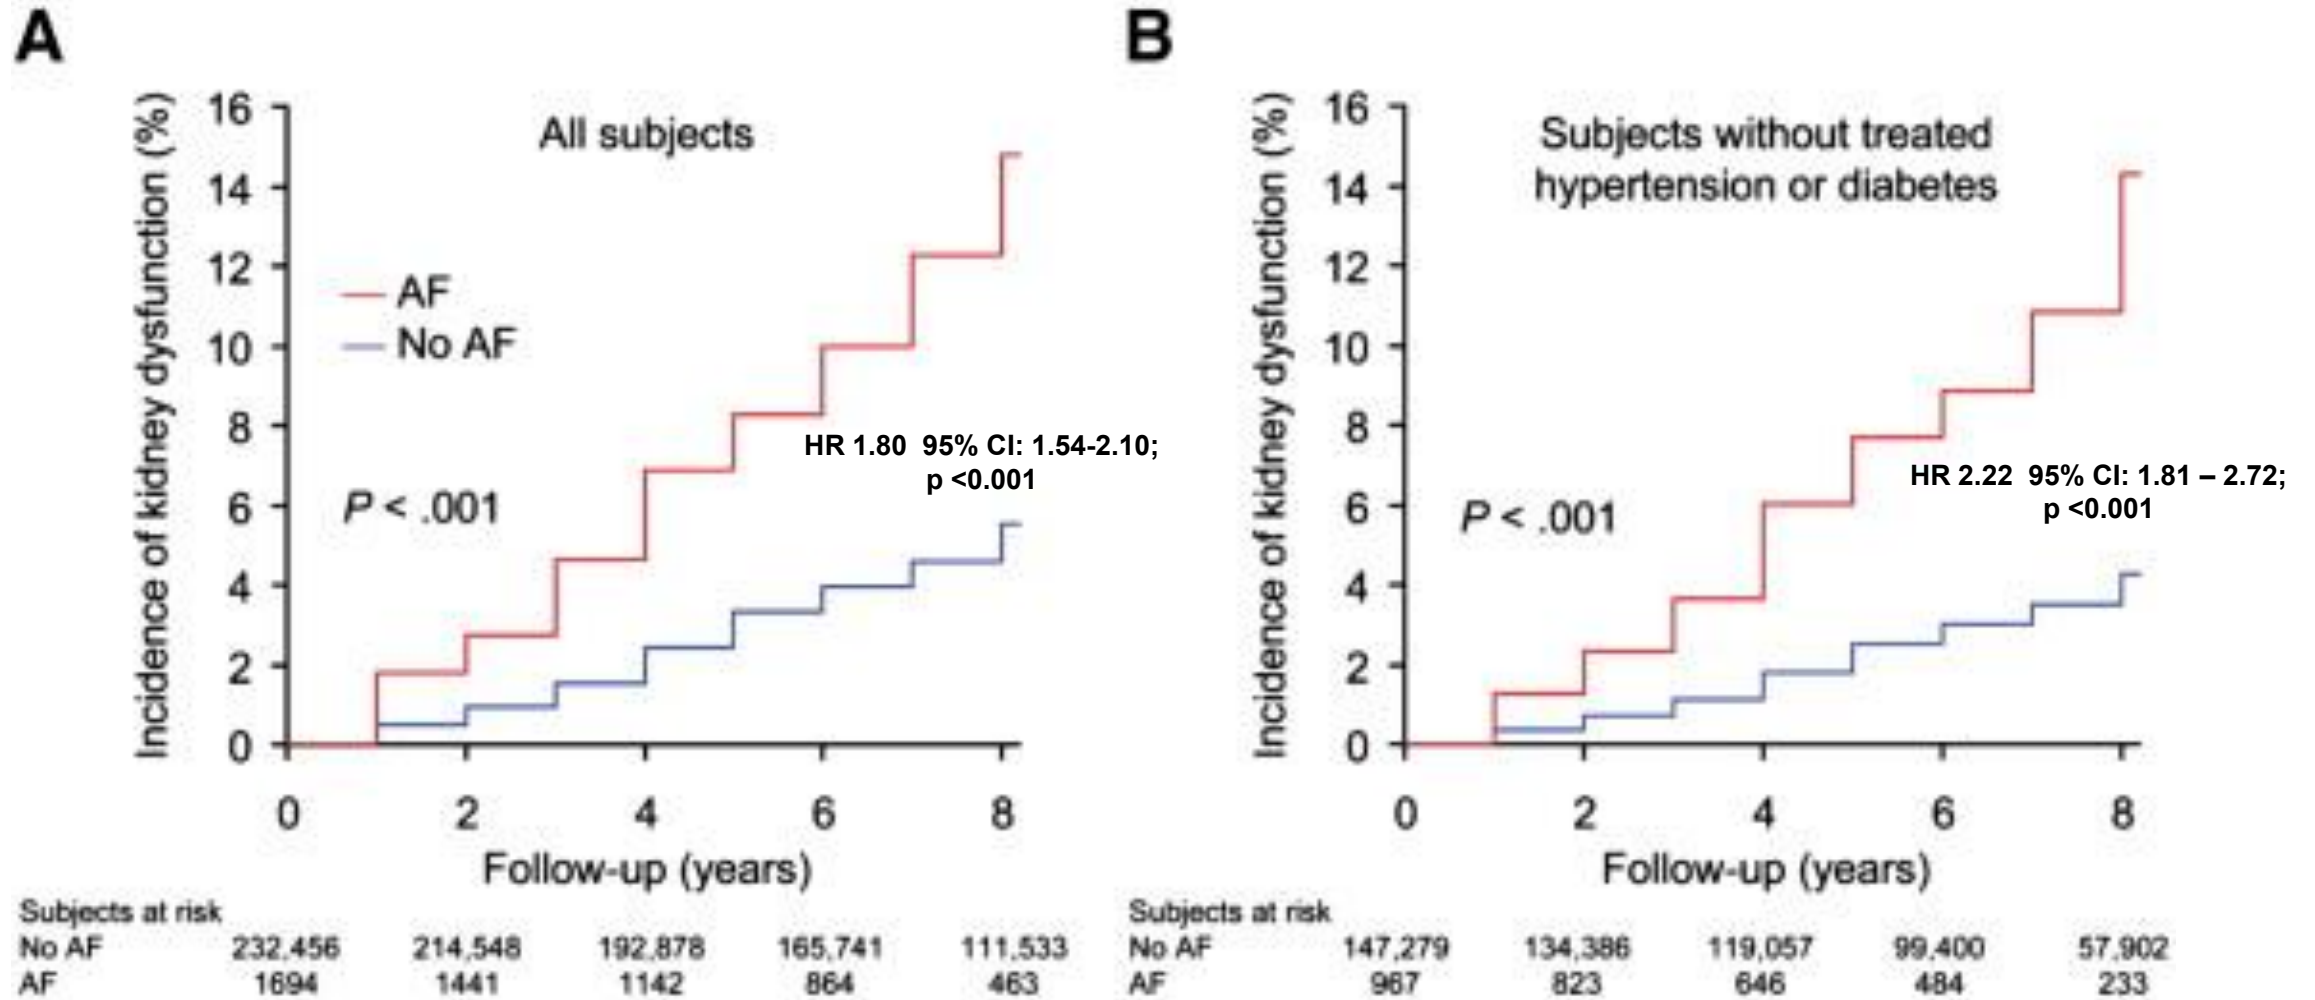 A
Incidence of kidney dysfunction (%)
16
14
12
10
8
6
4
2
0
All subjects
AF
No AF
HR 1.80 95% CI: 1.54-2.10;
p <0.001
P < .001
0 2 4 6 8
Follow-up (years)
Subjects at risk
No AF 232,456 214,548 192,878 165,741 111,533
AF 1694 1441 1142 864 463
B
Incidence of kidney dysfunction (%)
16
14
12
10
8
6
4
2
0
Subjects without treated
hypertension or diabetes
HR 2.22 95% CI: 1.81 – 2.72;
p <0.001
P < .001
0 2 4 6 8
Follow-up (years)
Subjects at risk
No AF 147,279 134,386 119,057 99,400 57,902
AF 967 823 646 484 233